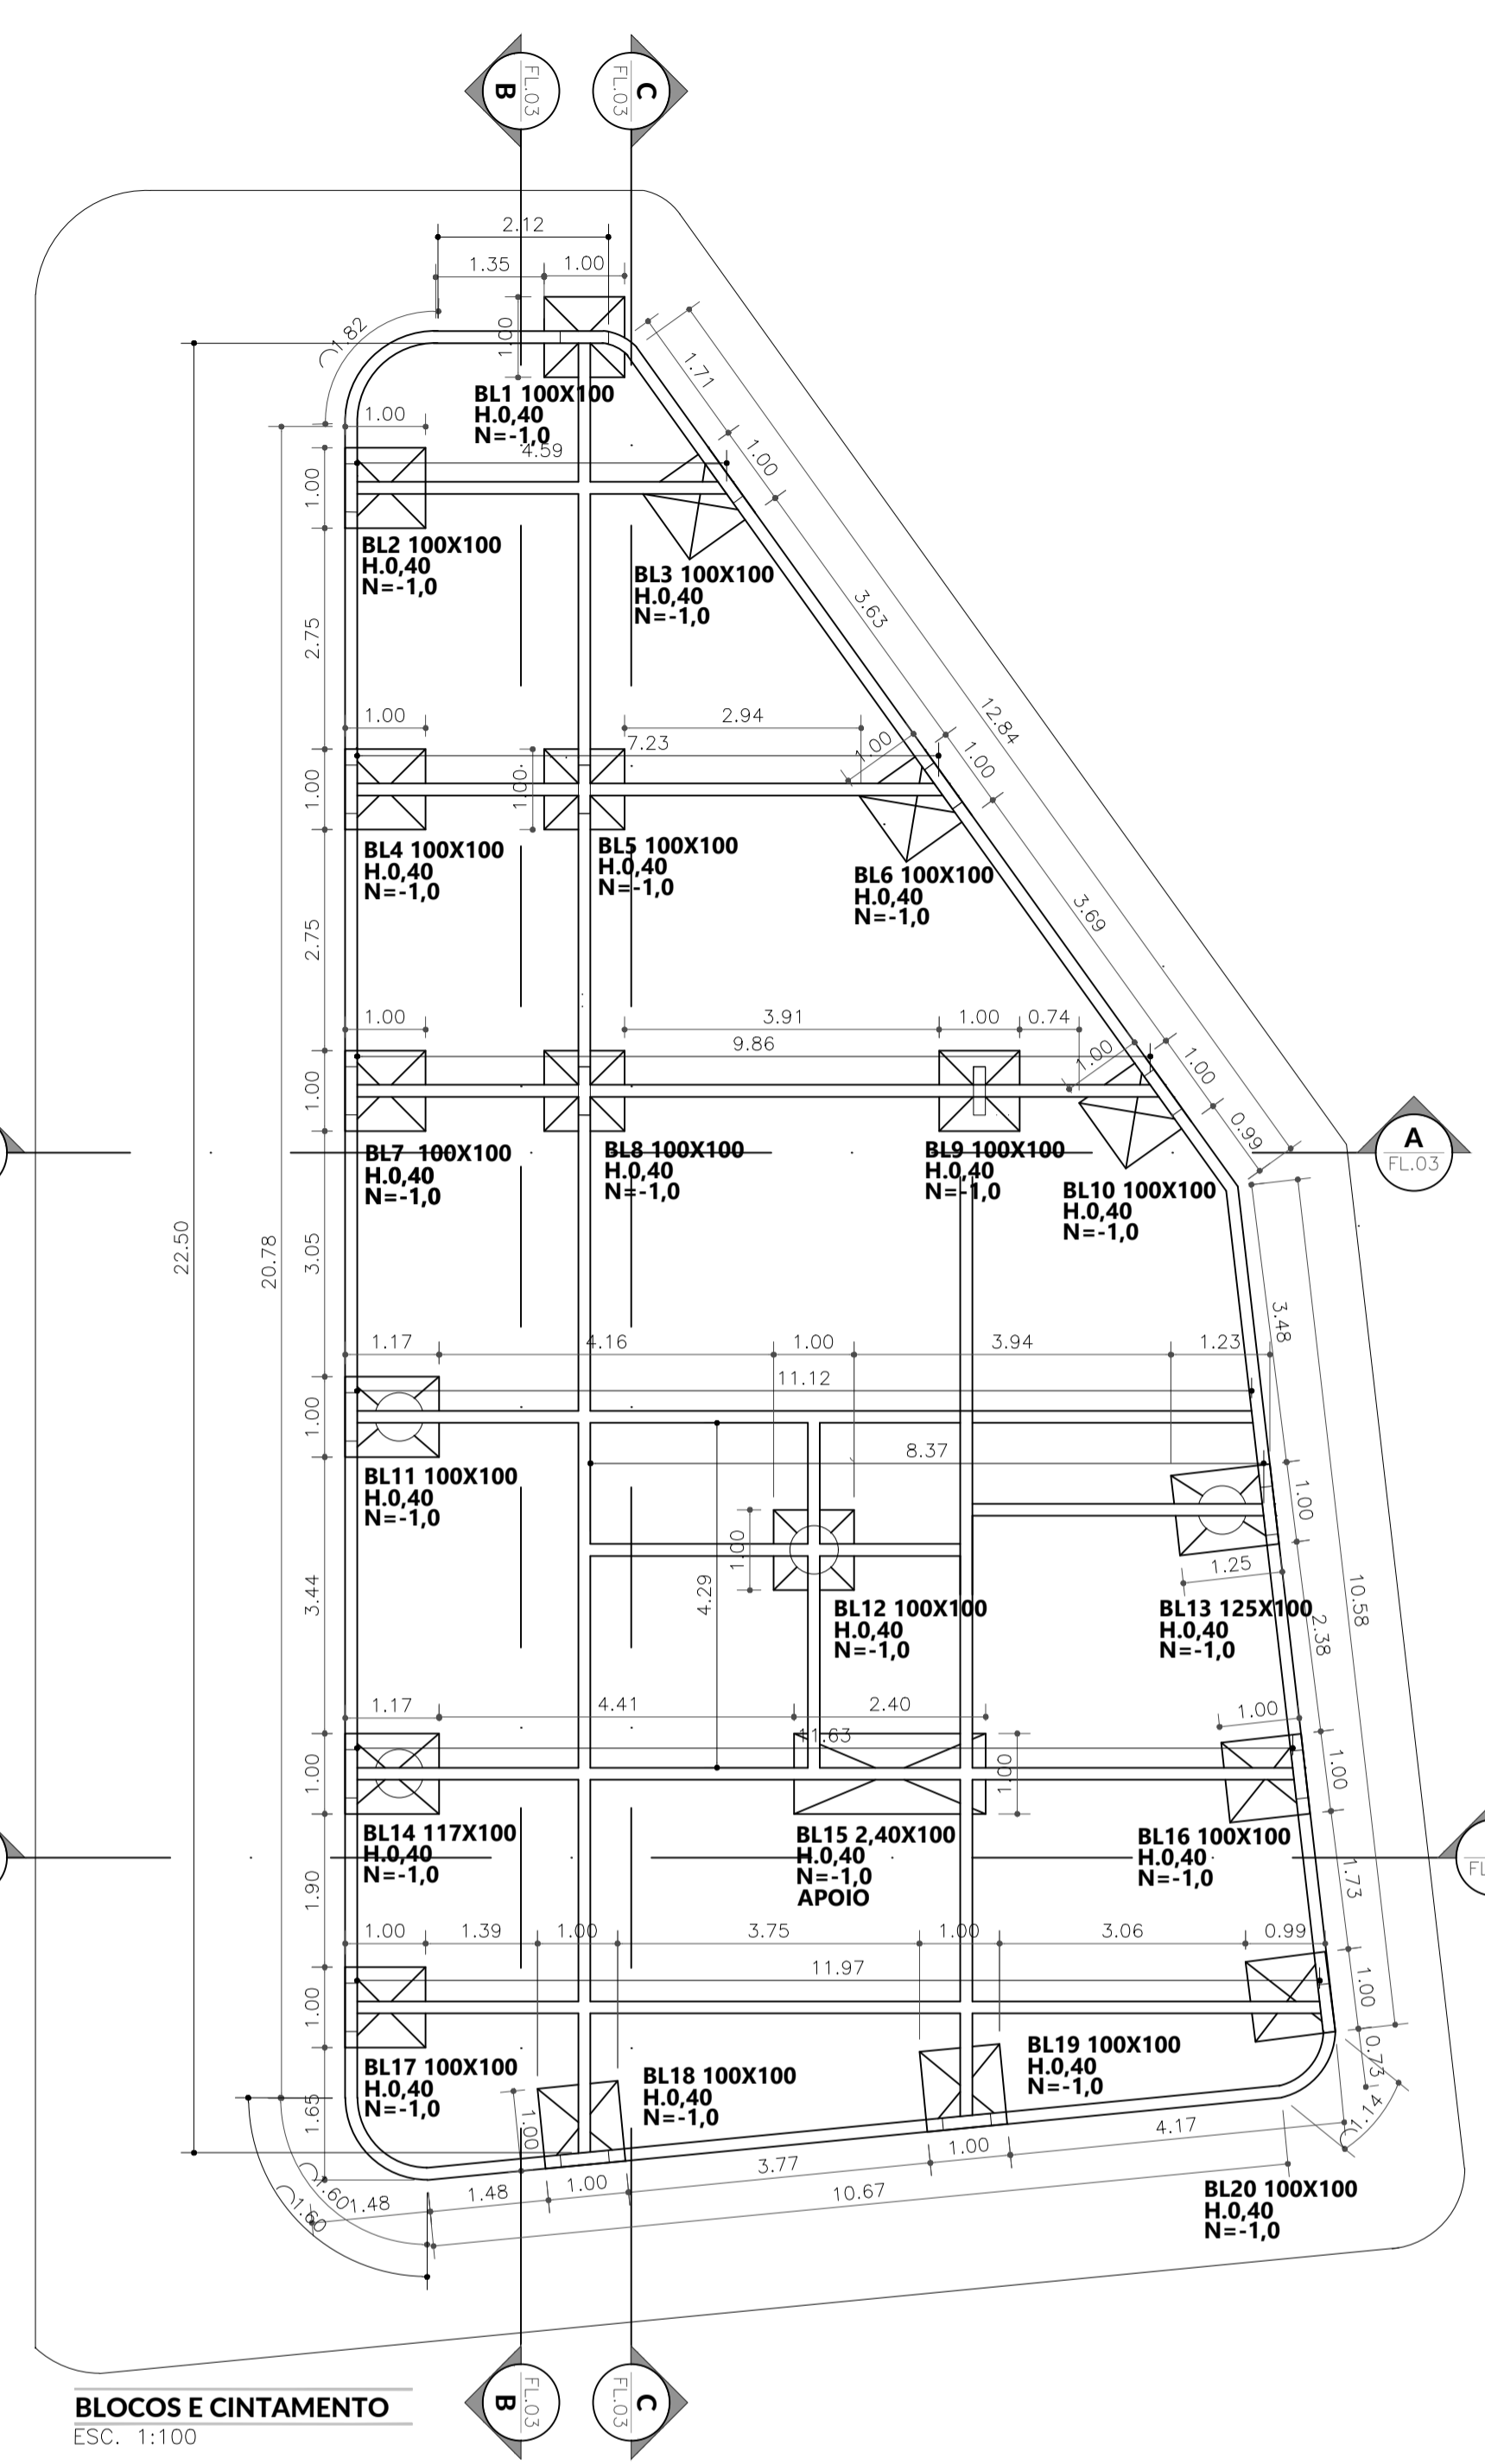 B
FL.03
C
FL.03
2.12
1.35
1.00
1.82
1.00
BL1 100X100
H.0,40
N=-1,0
1.71
1.00
1.00
4.59
1.00
BL2 100X100
H.0,40
N=-1,0
BL3 100X100
H.0,40
N=-1,0
3.63
2.75
12.84
1.00
2.94
7.23
1.00
1.00
1.00
1.00
BL4 100X100
H.0,40
N=-1,0
BL5 100X100
H.0,40
N=-1,0
BL6 100X100
H.0,40
N=-1,0
3.69
2.75
1.00
3.91
1.00
0.74
9.86
1.00
1.00
1.00
0.99
BL7 100X100
H.0,40
N=-1,0
BL8 100X100
H.0,40
N=-1,0
BL9 100X100
H.0,40
N=-1,0
BL10 100X100
H.0,40
N=-1,0
A
FL.03
22.50
20.78
3.05
3.48
1.17
4.16
1.00
3.94
1.23
11.12
1.00
8.37
BL11 100X100
H.0,40
N=-1,0
1.00
1.00
1.25
4.29
3.44
BL12 100X100
H.0,40
N=-1,0
BL13 125X100
H.0,40
N=-1,0
10.58
2.38
1.17
4.41
2.40
1.00
11.63
1.00
1.00
1.00
BL14 117X100
H.0,40
N=-1,0
BL15 2,40X100
H.0,40
N=-1,0
APOIO
BL16 100X100
H.0,40
N=-1,0
FL
1.90
1.73
1.00
1.39
1.00
3.75
1.00
3.06
0.99
11.97
1.00
1.00
BL17 100X100
H.0,40
N=-1,0
BL18 100X100
H.0,40
N=-1,0
BL19 100X100
H.0,40
N=-1,0
0.73
1.14
1.65
1.00
1.60
1.60
1.48
1.48
1.00
3.77
1.00
4.17
10.67
BL20 100X100
H.0,40
N=-1,0
B
FL.03
C
FL.03
BLOCOS E CINTAMENTO
ESC. 1:100